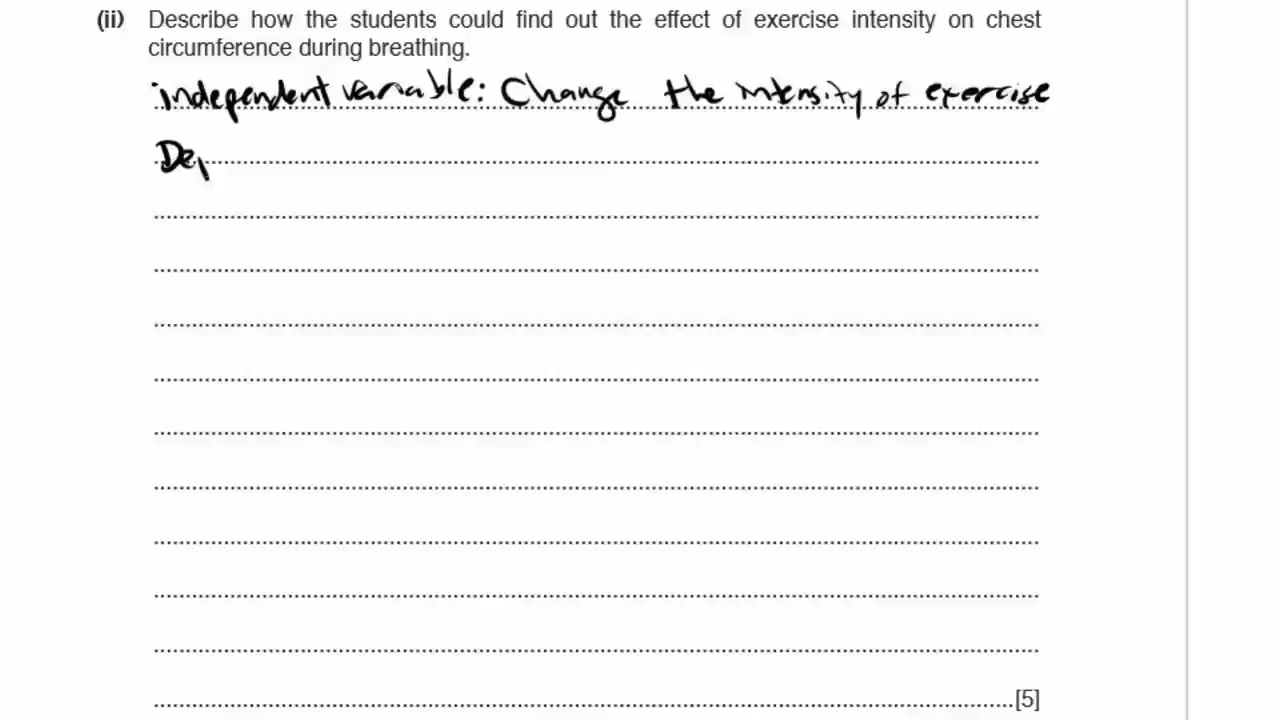 (ii) Describe how the students could find out the effect of exercise intensity on chest
circumference during breathing.
independent variable: Change the intensity of exercise
Dep
[5]